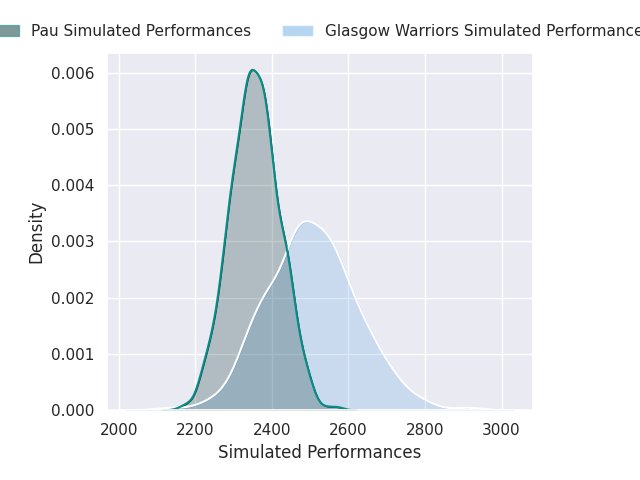 Pau Simulated Performances
Glasgow Warriors Simulated Performance
0.006
0.005
0.004
0.003
0.002
0.001
0.000
Density
2000 2200 2400 2600 2800 3000
Simulated Performances